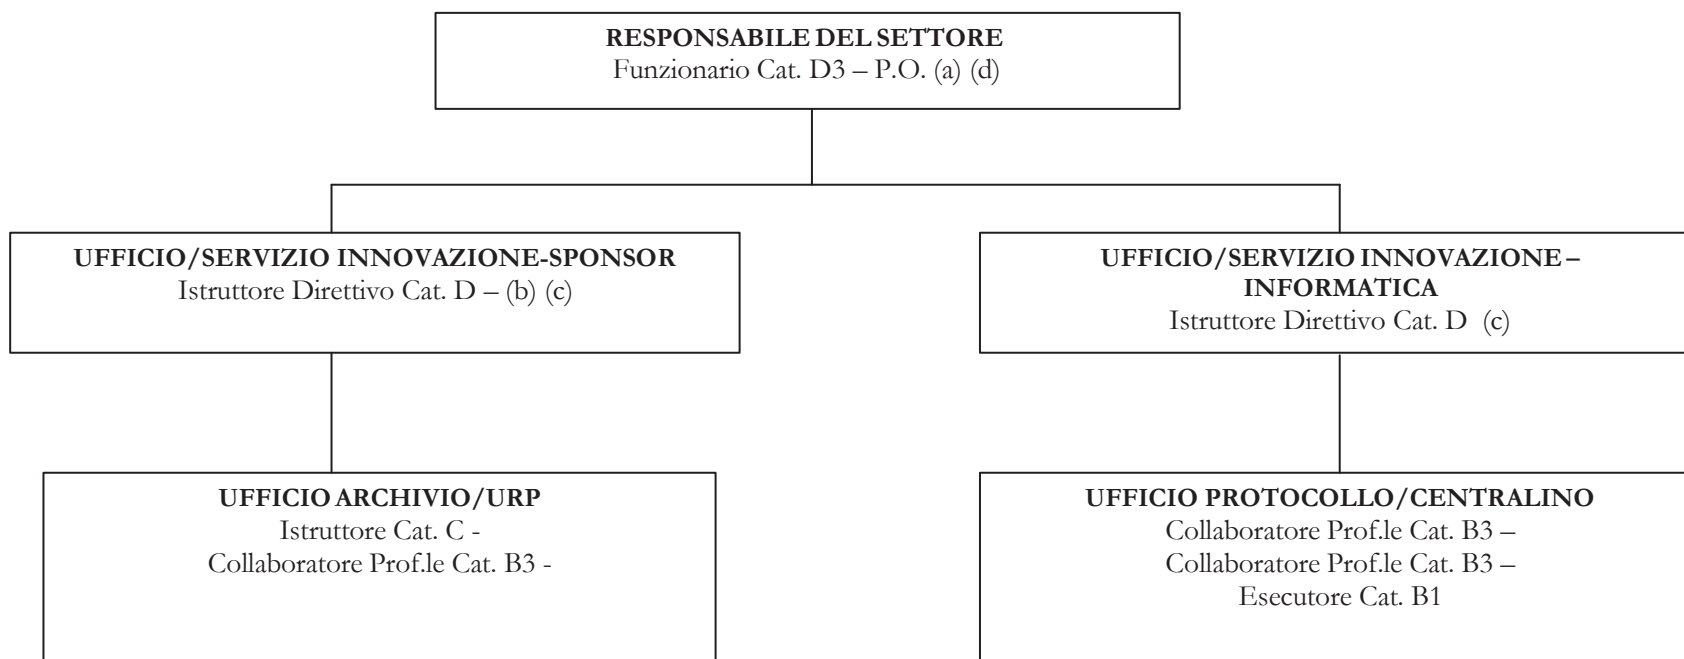 RESPONSABILE DEL SETTORE
Funzionario Cat. D3 – P.O. (a) (d)
UFFICIO/SERVIZIO INNOVAZIONE-SPONSOR
Istruttore Direttivo Cat. D – (b) (c)
UFFICIO/SERVIZIO INNOVAZIONE –
INFORMATICA
Istruttore Direttivo Cat. D (c)
UFFICIO ARCHIVIO/URP
Istruttore Cat. C -
Collaboratore Prof.le Cat. B3 -
UFFICIO PROTOCOLLO/CENTRALINO
Collaboratore Prof.le Cat. B3 –
Collaboratore Prof.le Cat. B3 –
Esecutore Cat. B1